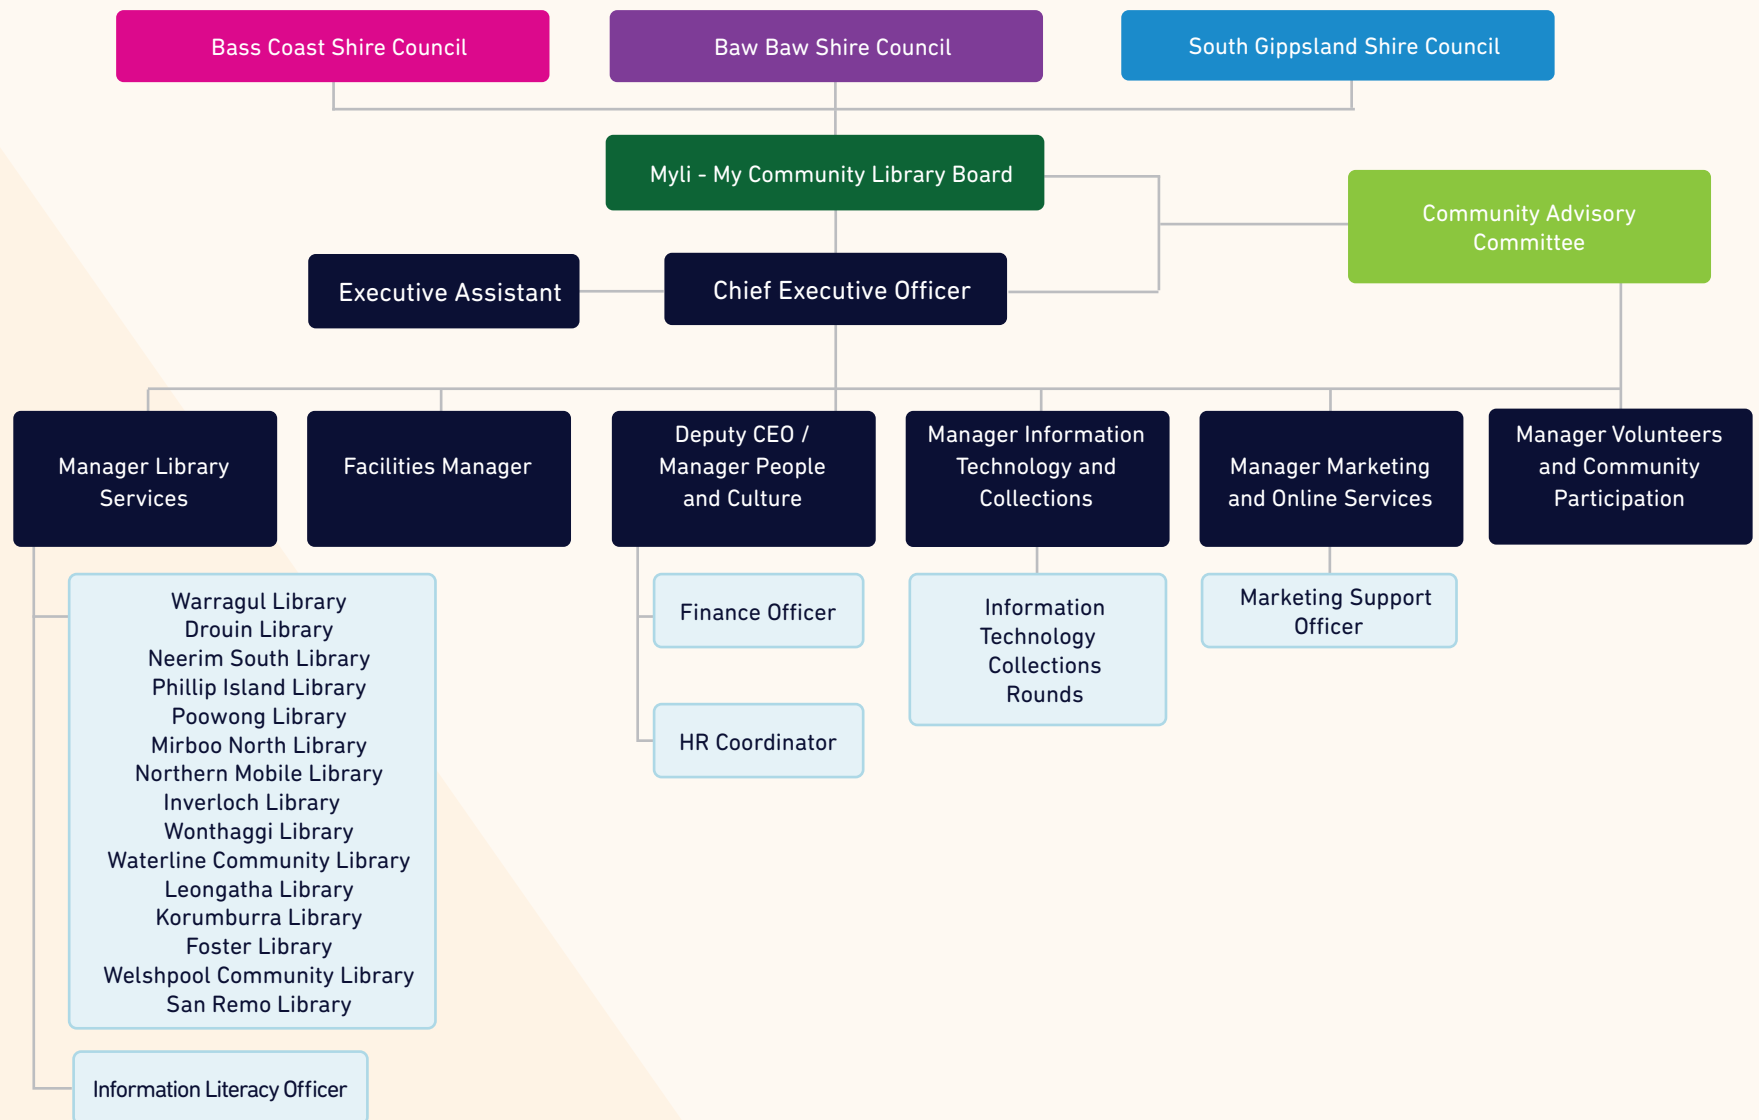 Bass Coast Shire Council
Baw Baw Shire Council
South Gippsland Shire Council
Myli - My Community Library Board
Community Advisory
Committee
Executive Assistant
Chief Executive Officer
Manager Library
Services
Facilities Manager
Deputy CEO /
Manager People
and Culture
Manager Information
Technology and
Collections
Manager Marketing
and Online Services
Manager Volunteers
and Community
Participation
Warragul Library
Drouin Library
Neerim South Library
Phillip Island Library
Poowong Library
Mirboo North Library
Northern Mobile Library
Inverloch Library
Wonthaggi Library
Waterline Community Library
Leongatha Library
Korumburra Library
Foster Library
Welshpool Community Library
San Remo Library
Information Literacy Officer
Finance Officer
HR Coordinator
Information
Technology
Collections
Rounds
Marketing Support
Officer